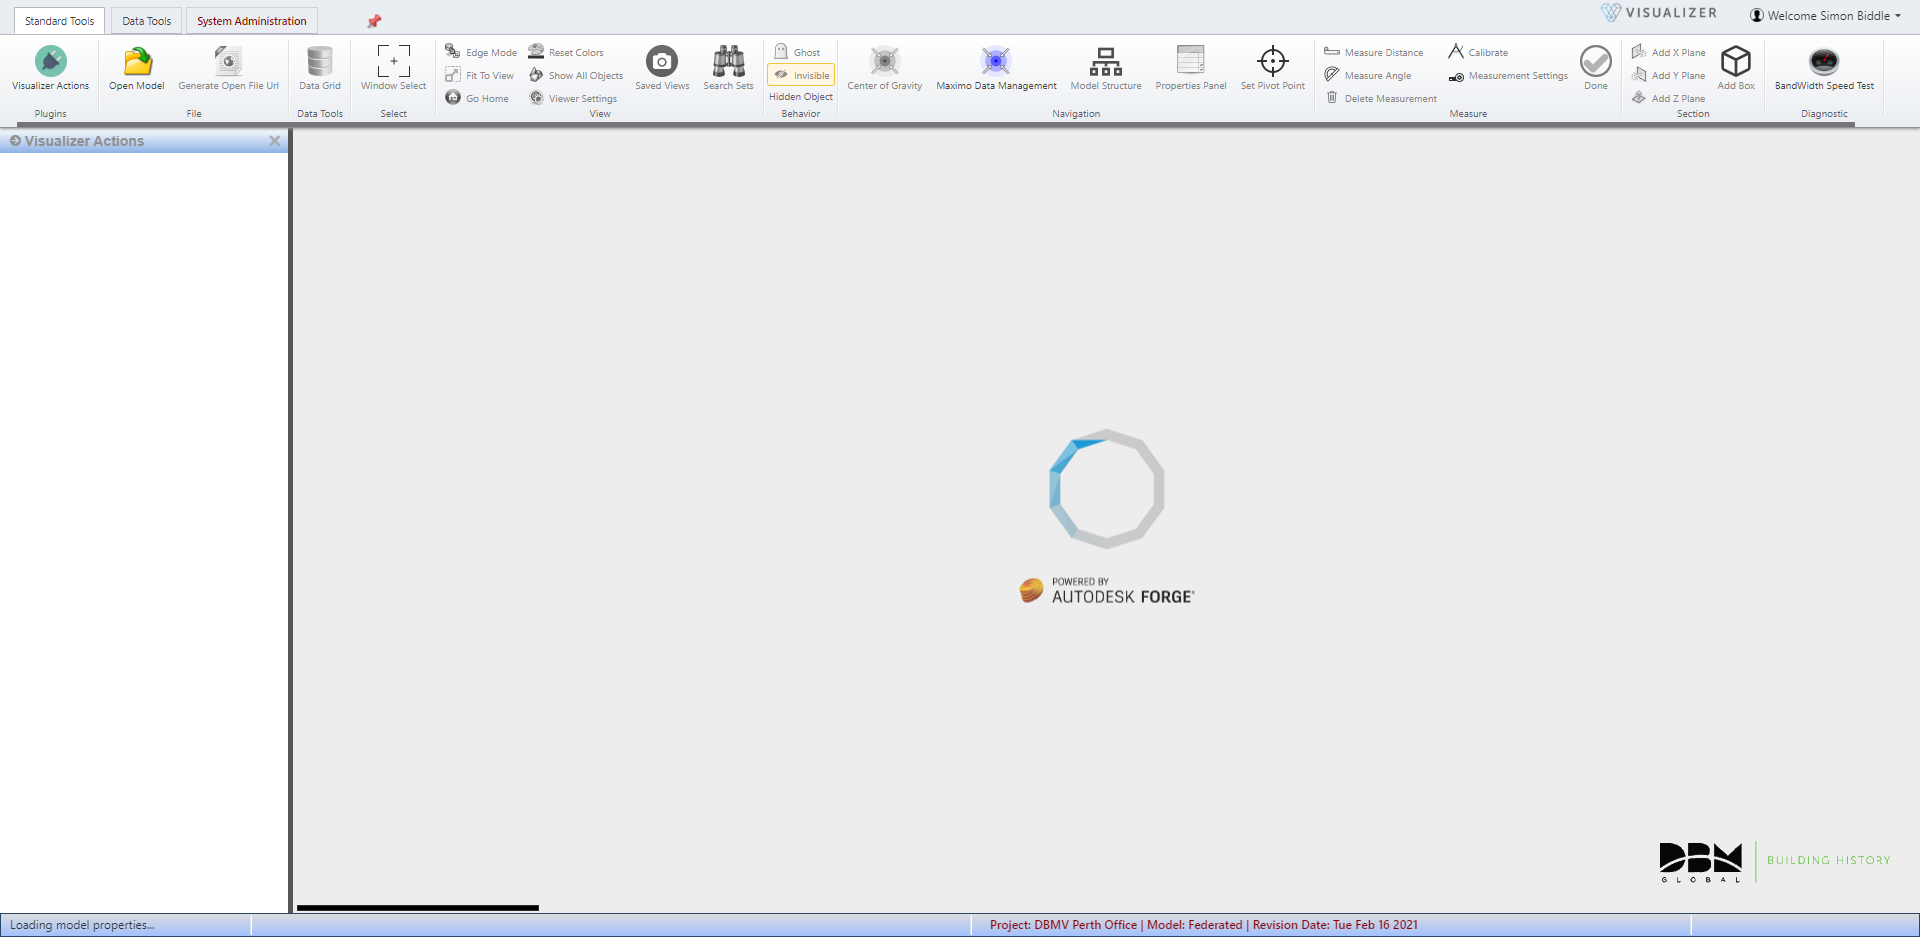 Standard Tools
Data Tools
System Administration
VISUALIZER
Welcome Simon Biddle
Visualizer Actions
Plugins
Open Model
Generate Open File Url
File
Data Grid
Data Tools
Window Select
Select
Edge Mode
Fit To View
Go Home
Reset Colors
Show All Objects
Viewer Settings
Saved Views
Search Sets
View
Ghost
Invisible
Hidden Object
Behavior
Center of Gravity
Maximo Data Management
Model Structure
Properties Panel
Set Pivot Point
Navigation
Measure Distance
Measure Angle
Delete Measurement
Calibrate
Measurement Settings
Done
Measure
Add X Plane
Add Y Plane
Add Z Plane
Add Box
Section
BandWidth Speed Test
Diagnostic
Visualizer Actions
POWERED BY
AUTODESK FORGE®
DBM
GLOBAL
BUILDING HISTORY
Loading model properties...
Project: DBMV Perth Office | Model: Federated | Revision Date: Tue Feb 16 2021